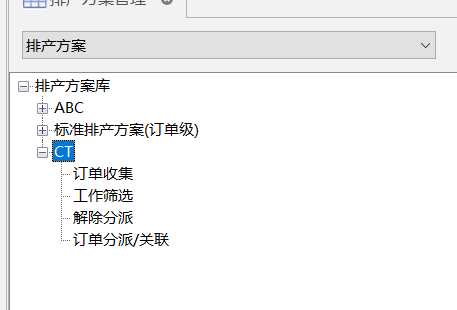 排产方案管理
排产方案
排产方案库
ABC
标准排产方案(订单级)
CT
订单收集
工作筛选
解除分派
订单分派/关联